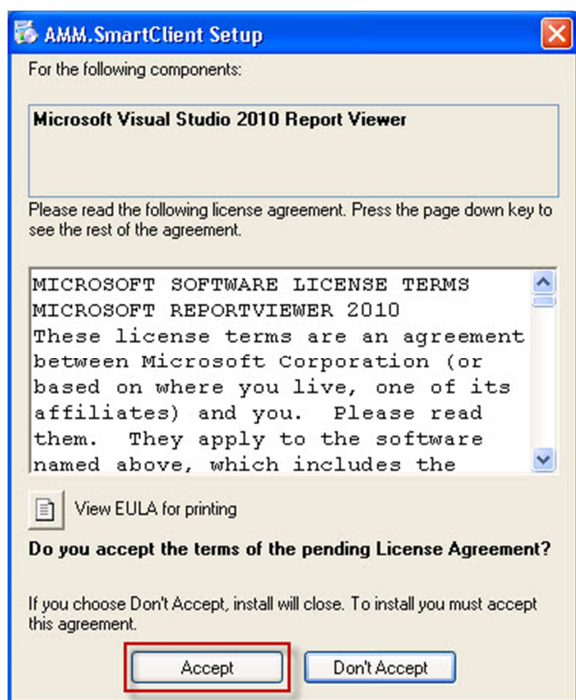 AMM.SmartClient Setup
For the following components:
Microsoft Visual Studio 2010 Report Viewer
Please read the following license agreement. Press the page down key to
see the rest of the agreement.
MICROSOFT SOFTWARE LICENSE TERMS
MICROSOFT REPORTVIEWER 2010
These license terms are an agreement
between Microsoft Corporation (or
based on where you live, one of its
affiliates) and you.  Please read
them.  They apply to the software
named above, which includes the
View EULA for printing
Do you accept the terms of the pending License Agreement?
If you choose Don't Accept, install will close. To install you must accept
this agreement.
Accept
Don't Accept